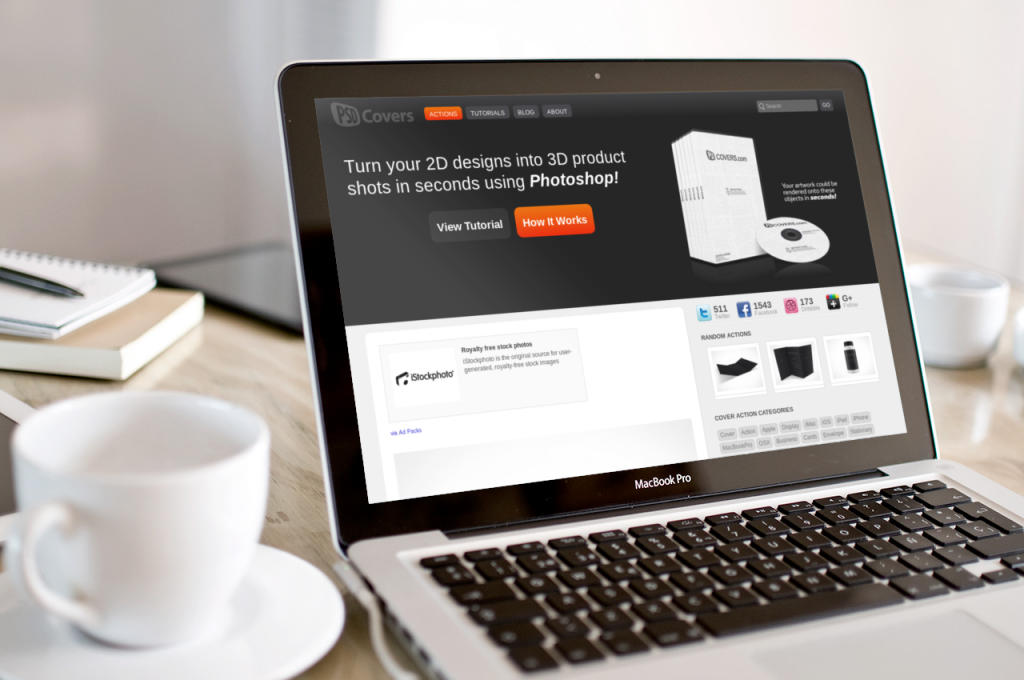 PSD Covers
ACTIONS TUTORIALS BLOG ABOUT
Search GO
Turn your 2D designs into 3D product
shots in seconds using Photoshop!
View Tutorial How It Works
COVERS.com
Your artwork could be
rendered onto these
objects in seconds!
511 Twitter
1543 Facebook
173 Dribbble
G+ Follow
Royalty free stock photos
iStockphoto is the original source for user-
generated, royalty-free stock images
iStockphoto
via Ad Packs
RANDOM ACTIONS
COVER ACTION CATEGORIES
Cover Action Apple Display iMac iOS iPad iPhone
MacBookPro OSX Business Cards Envelope Stationary
MacBook Pro